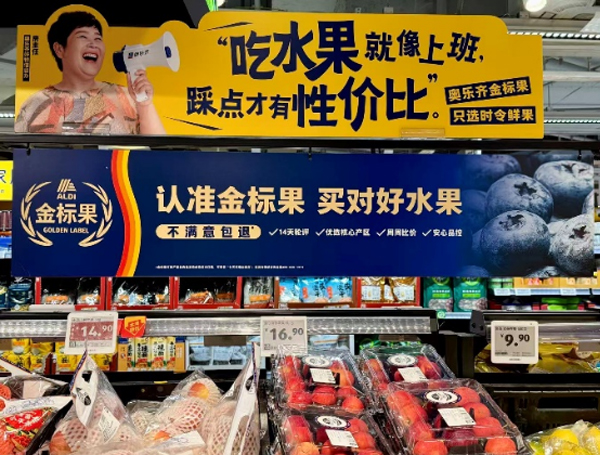 “吃水果就像上班,
踩点才有性价比”。
奥乐齐金标果
只选时令鲜果
ALDI
金标果
GOLDEN LABEL
认准金标果 买对好水果
不满意包退
✓14天轮评 ✓优选核心产区 ✓周周比价 ✓安心品控
14.90
16.90
9.90